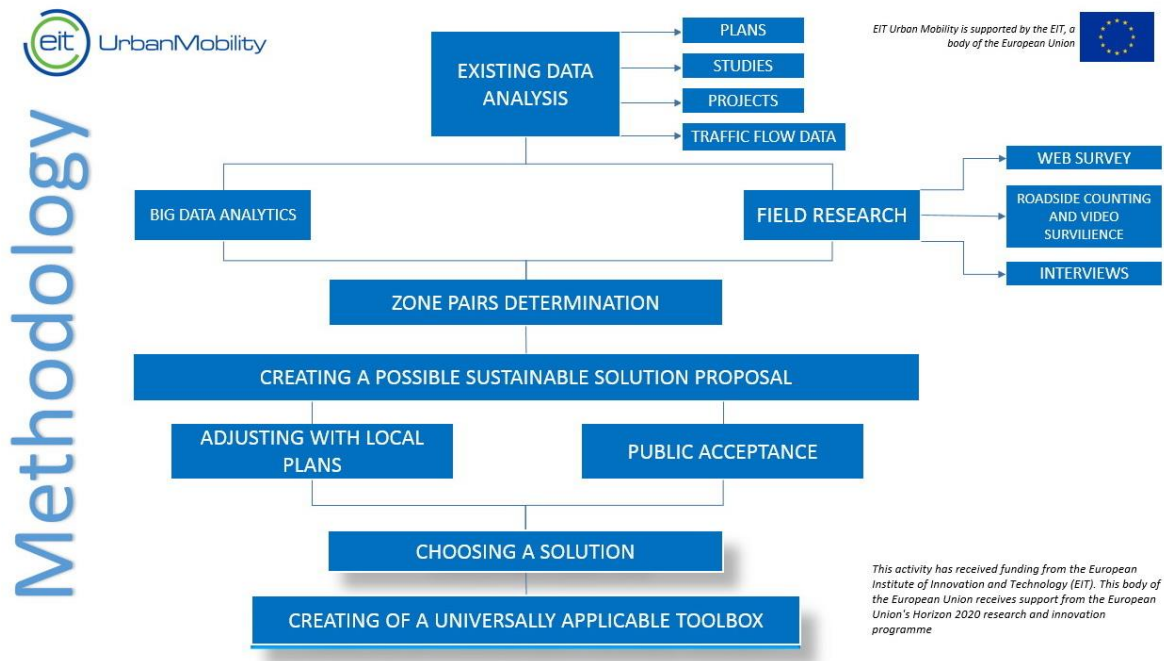 eit UrbanMobility
EIT Urban Mobility is supported by the EIT, a
body of the European Union
Methodology
EXISTING DATA
ANALYSIS
PLANS
STUDIES
PROJECTS
TRAFFIC FLOW DATA
BIG DATA ANALYTICS
FIELD RESEARCH
WEB SURVEY
ROADSIDE COUNTING
AND VIDEO
SURVILIENCE
INTERVIEWS
ZONE PAIRS DETERMINATION
CREATING A POSSIBLE SUSTAINABLE SOLUTION PROPOSAL
ADJUSTING WITH LOCAL
PLANS
PUBLIC ACCEPTANCE
CHOOSING A SOLUTION
CREATING OF A UNIVERSALLY APPLICABLE TOOLBOX
This activity has received funding from the European
Institute of Innovation and Technology (EIT). This body of
the European Union receives support from the European
Union's Horizon 2020 research and innovation
programme